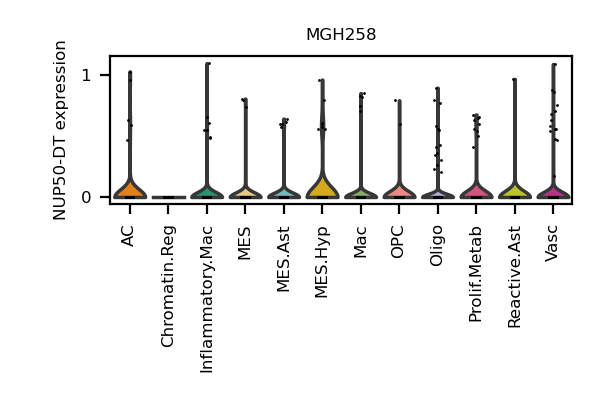 MGH258
NUP50-DT expression
1
0
AC
Chromatin.Reg
Inflammatory.Mac
MES
MES.Ast
MES.Hyp
Mac
OPC
Oligo
Prolif.Metab
Reactive.Ast
Vasc